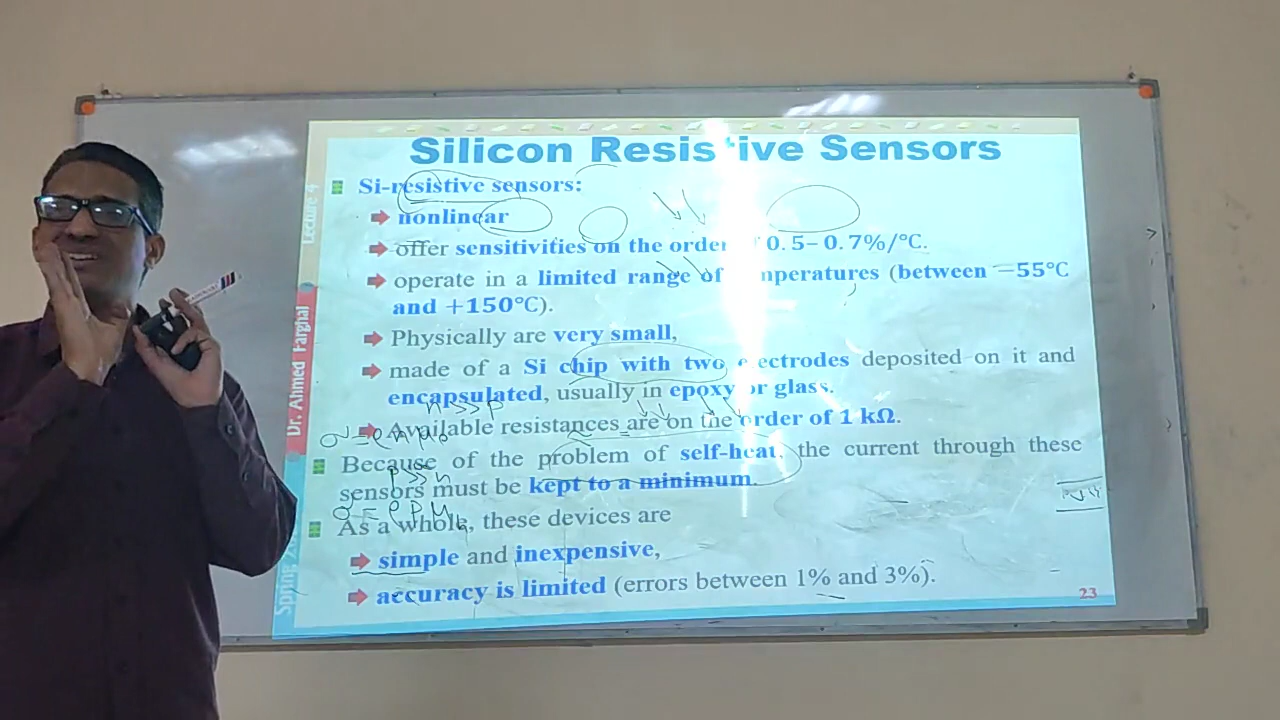 Silicon Resistive Sensors
Si-resistive sensors:
nonlinear
offer sensitivities on the order of 0.5– 0.7%/°C.
operate in a limited range of temperatures (between −55°C
and +150°C).
Physically are very small,
made of a Si chip with two electrodes deposited on it and
encapsulated, usually in epoxy or glass.
n >> p
Available resistances are on the order of 1 kΩ.
Because of the problem of self-heat, the current through these
p >> n
sensors must be kept to a minimum.
As a whole, these devices are
simple and inexpensive,
accuracy is limited (errors between 1% and 3%).
23
Lecture 4
Dr. Ahmed Farghal